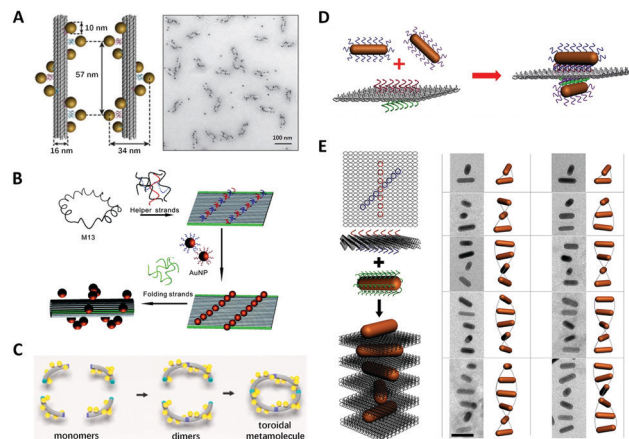 A
10 nm
57 nm
16 nm
34 nm
100 nm
B
M13
Helper strands
AuNP
Folding strands
C
monomers
dimers
toroidal
metamolecule
D
E